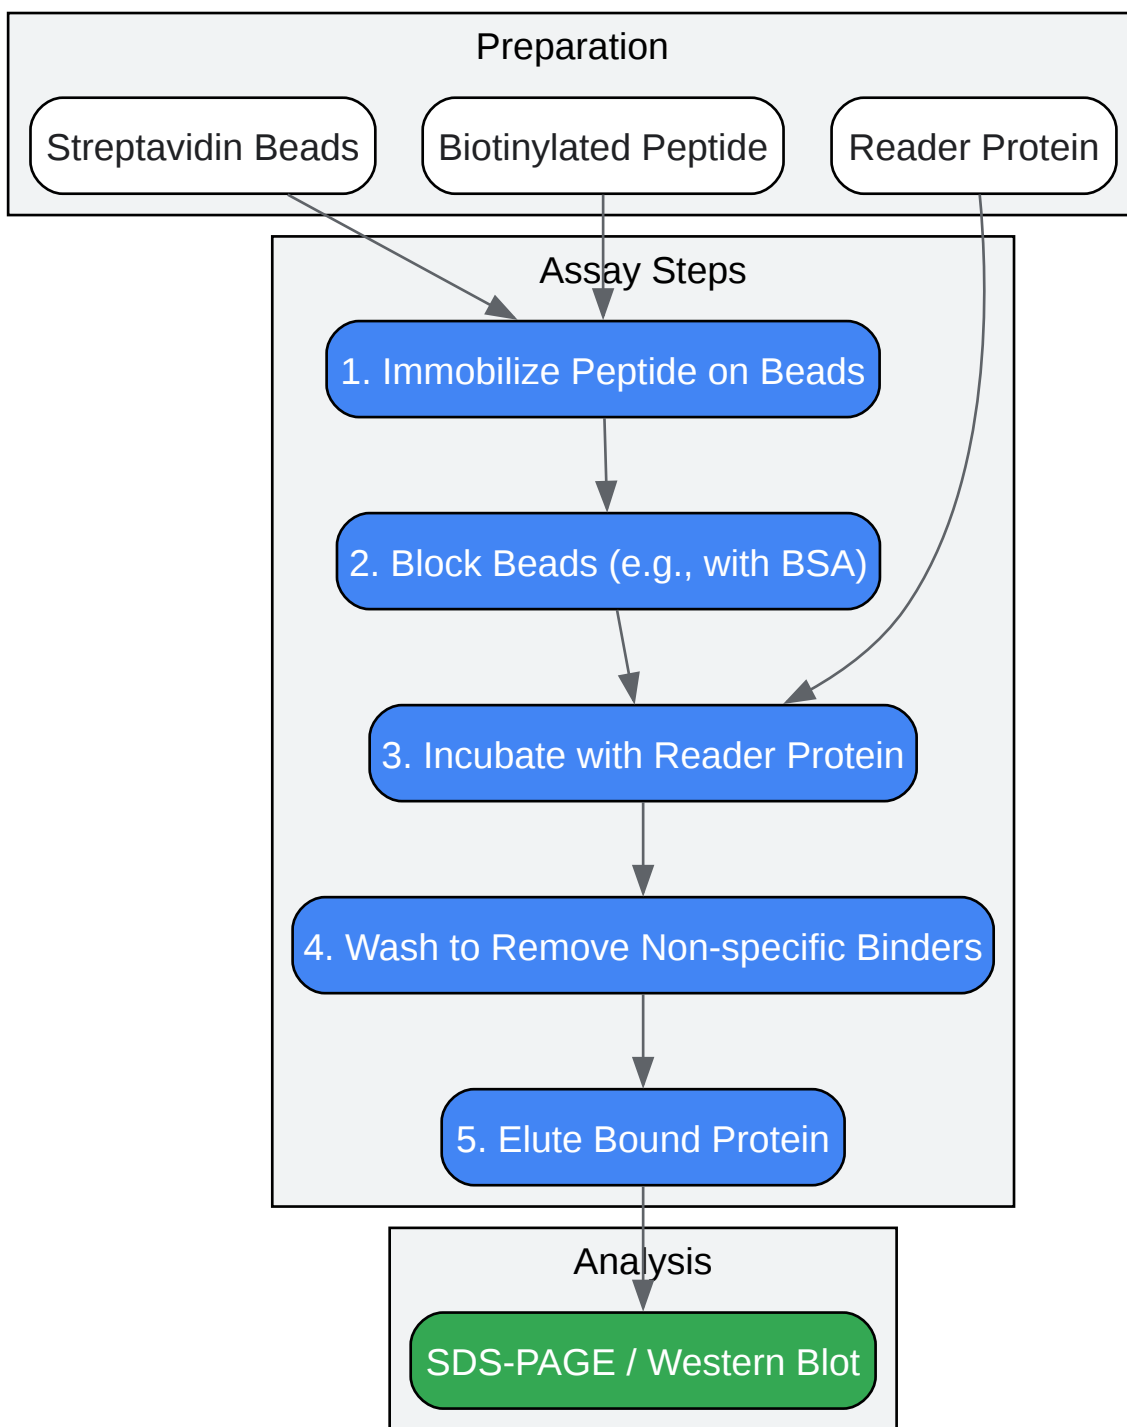 Preparation
Streptavidin Beads
Biotinylated Peptide
Reader Protein
Assay Steps
1. Immobilize Peptide on Beads
2. Block Beads (e.g., with BSA)
3. Incubate with Reader Protein
4. Wash to Remove Non-specific Binders
5. Elute Bound Protein
Analysis
SDS-PAGE / Western Blot